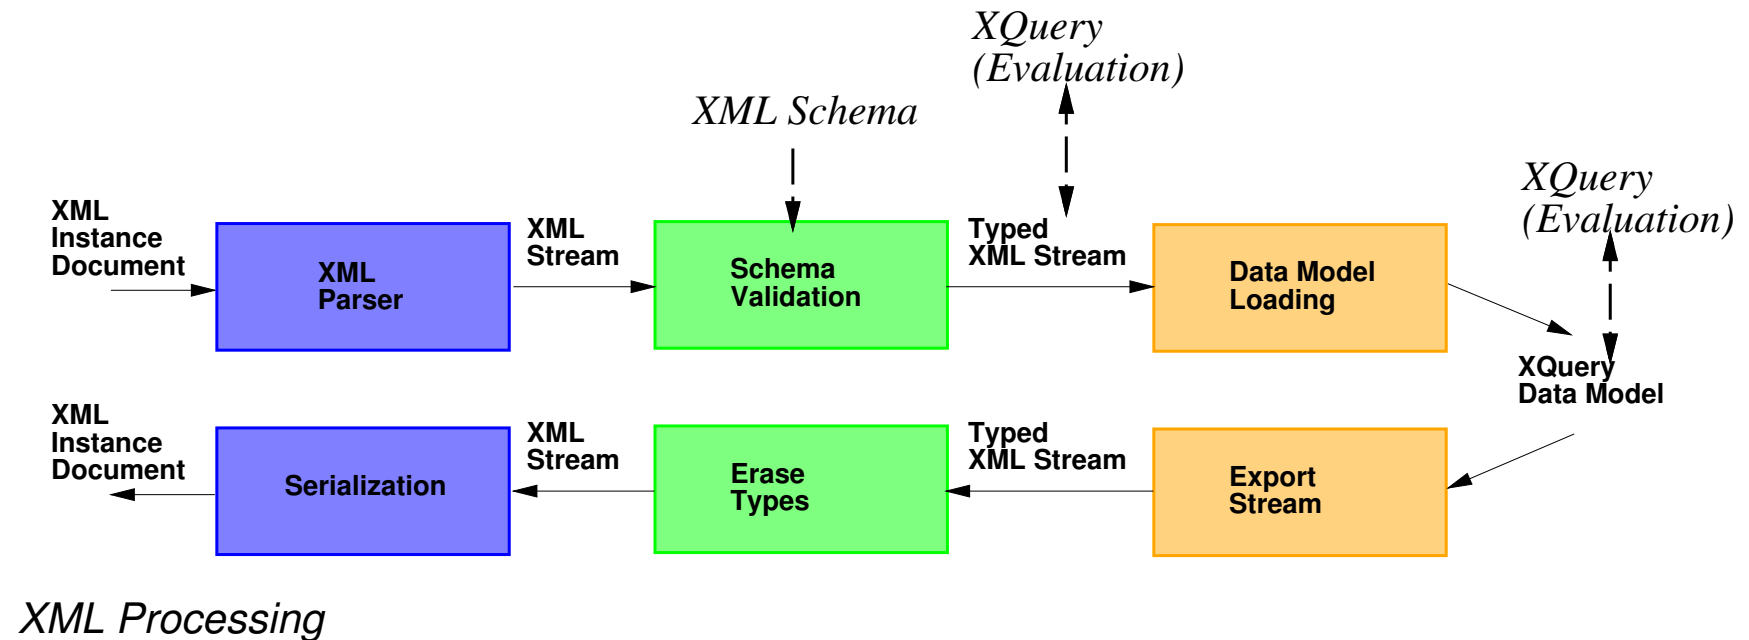 XQuery
(Evaluation)
XML Schema
XQuery
(Evaluation)
XML
Instance
Document
XML
Parser
XML
Stream
Schema
Validation
Typed
XML Stream
Data Model
Loading
XQuery
Data Model
XML
Instance
Document
Serialization
XML
Stream
Erase
Types
Typed
XML Stream
Export
Stream
XML Processing